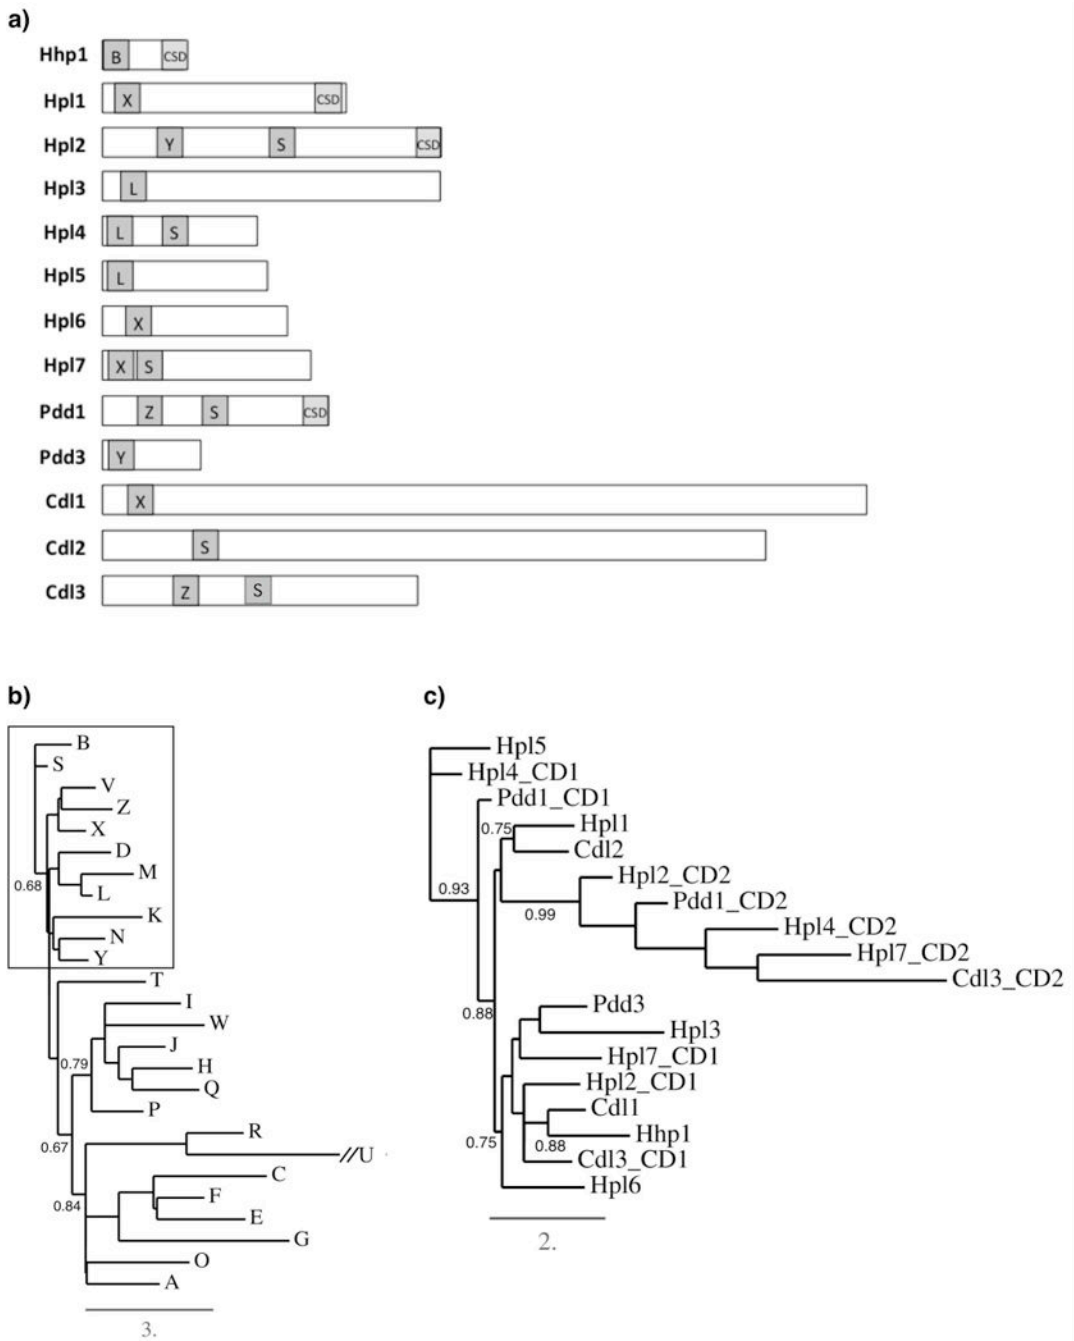 a)
Hhp1 B CSD
Hpl1 X CSD
Hpl2 Y S CSD
Hpl3 L
Hpl4 L S
Hpl5 L
Hpl6 X
Hpl7 X S
Pdd1 Z S CSD
Pdd3 Y
Cdl1 X
Cdl2 S
Cdl3 Z S
b)
B
S
V
Z
X
D
M
L
0.68
K
N
Y
T
I
W
J
0.79
H
Q
P
R
0.67
//U
C
F
0.84
E
G
O
A
3.
c)
Hpl5
Hpl4_CD1
Pdd1_CD1
0.75 Hpl1
Cdl2
Hpl2_CD2
0.93
Pdd1_CD2
0.99
Hpl4_CD2
Hpl7_CD2
Cdl3_CD2
Pdd3
0.88
Hpl3
Hpl7_CD1
Hpl2_CD1
Cdl1
Hhp1
0.75 0.88
Cdl3_CD1
Hpl6
2.